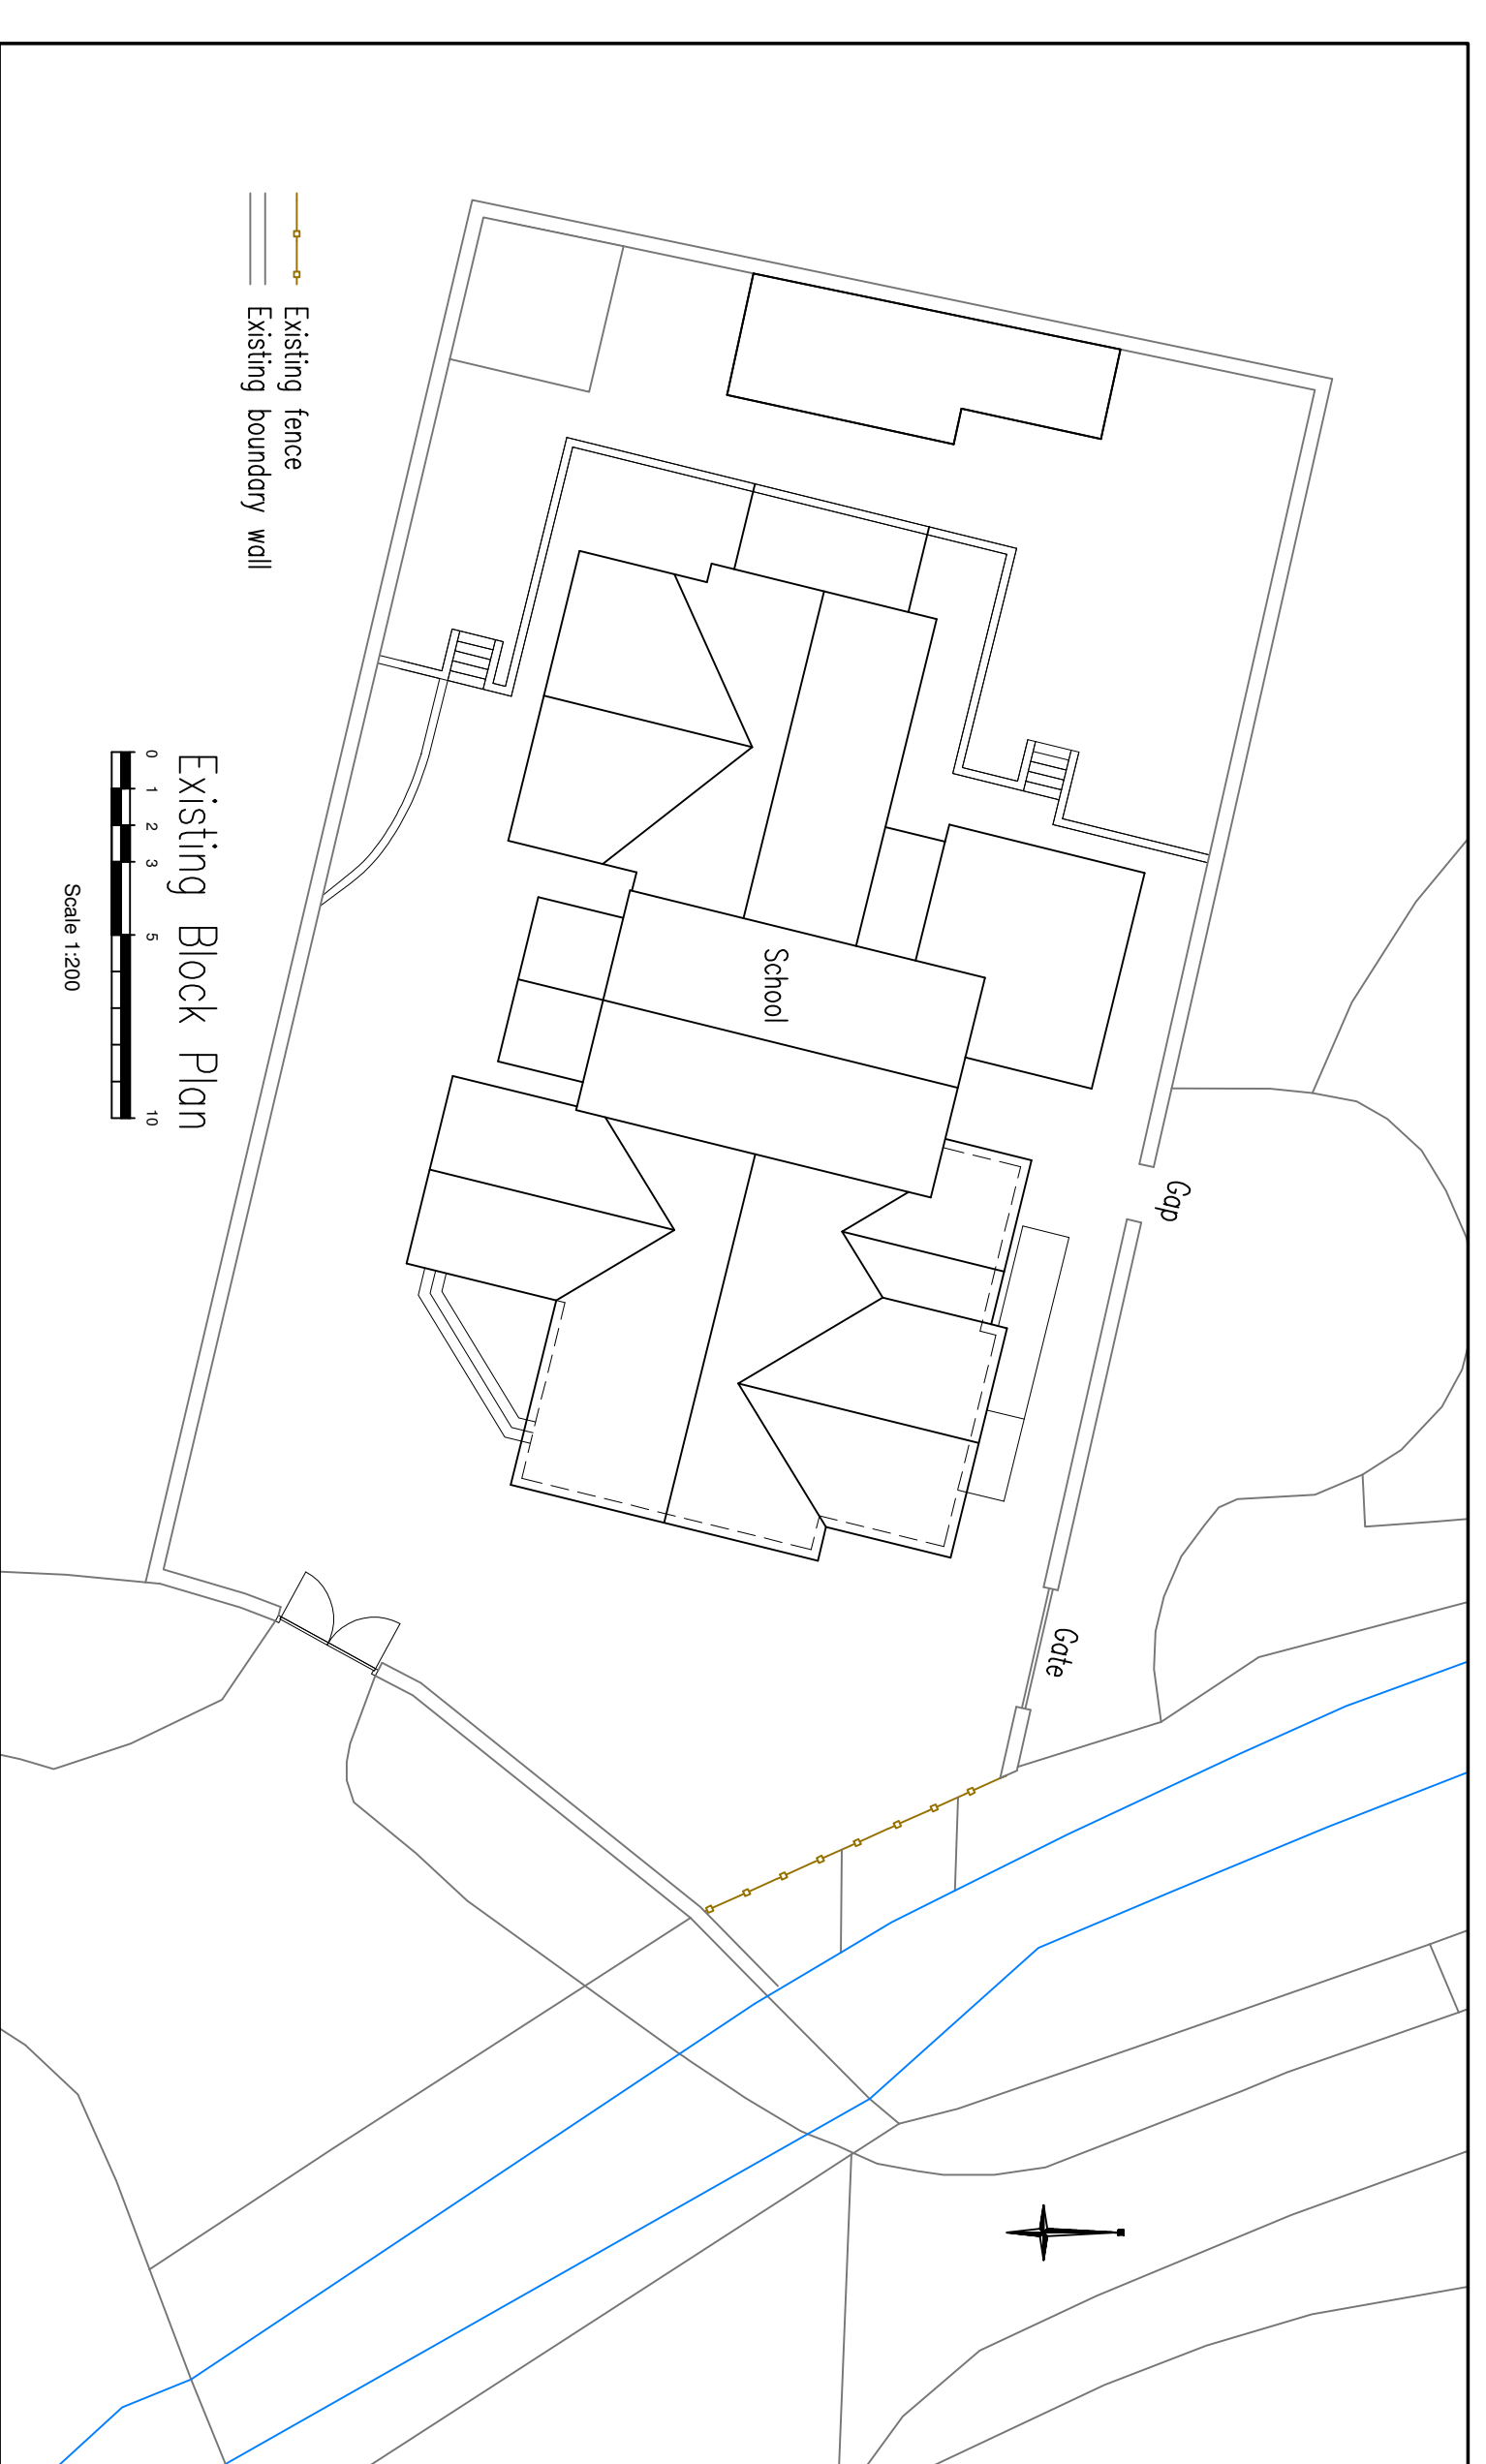 Existing fence
Existing boundary wall
School
Gap
Gate
Existing Block Plan
0 1 2 3 5 10
Scale 1:200